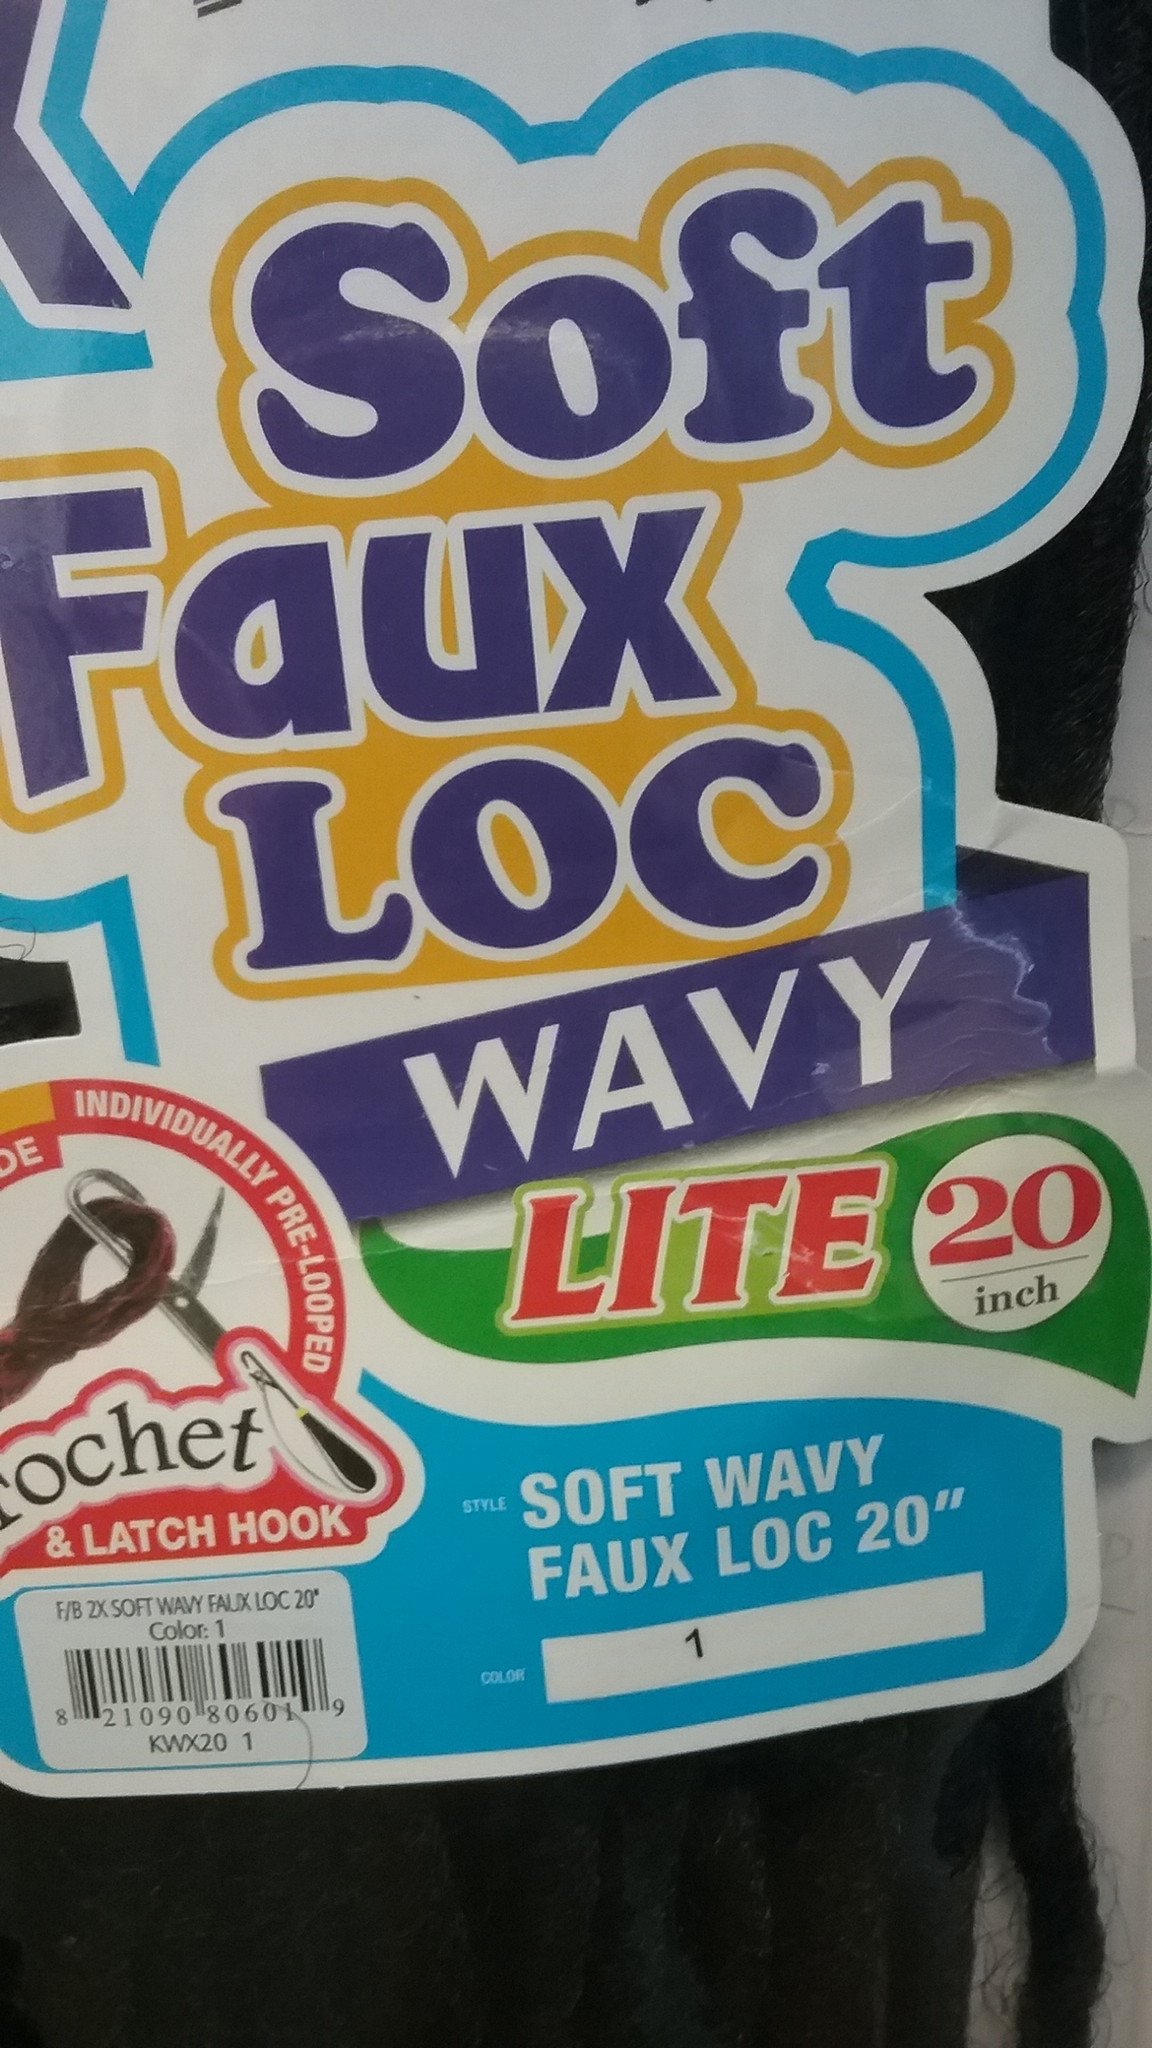 Soft
Faux
Loc
WAVY
LITE
20
inch
INDIVIDUALLY PRE-LOOPED
& LATCH HOOK
STYLE SOFT WAVY
FAUX LOC 20"
COLOR 1
F/B 2X SOFT WAVY FAUX LOC 20"
Color: 1
8 21090 80601 9
KWX20 1